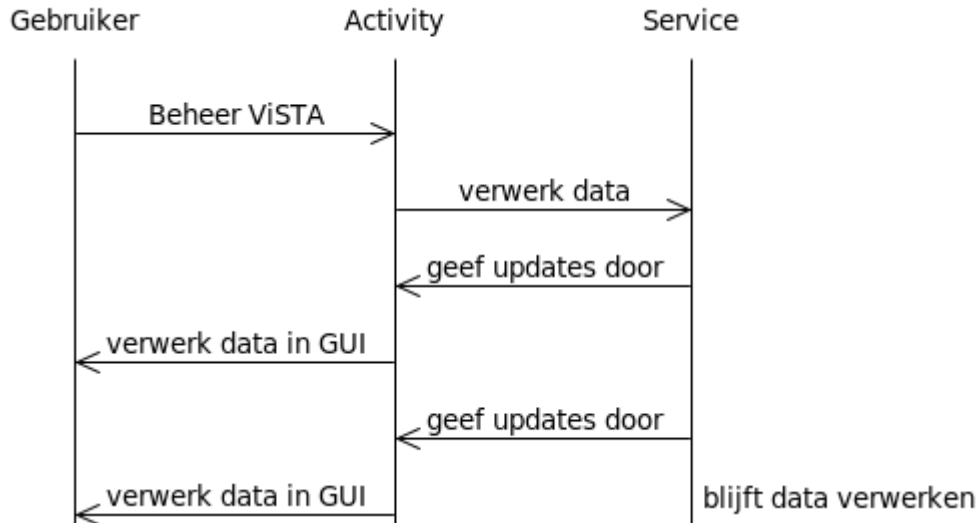 Gebruiker
Activity
Service
Beheer ViSTA
verwerk data
geef updates door
verwerk data in GUI
geef updates door
verwerk data in GUI
blijft data verwerken